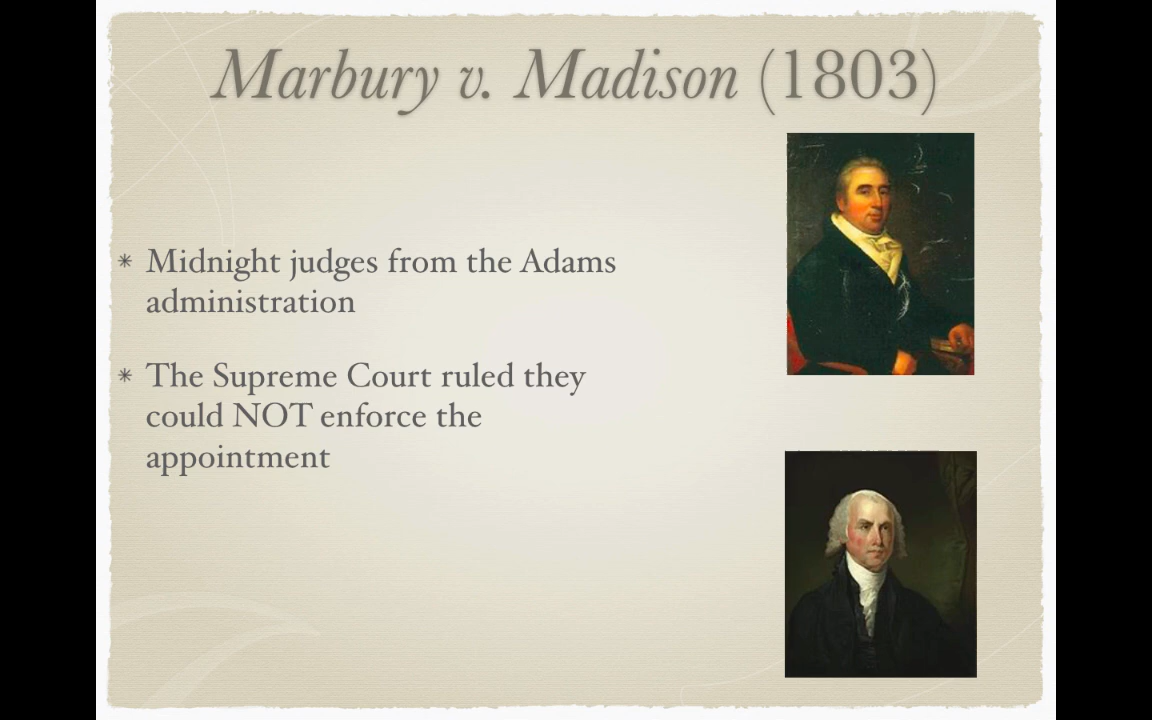 Marbury v. Madison (1803)
* Midnight judges from the Adams
administration
* The Supreme Court ruled they
could NOT enforce the
appointment